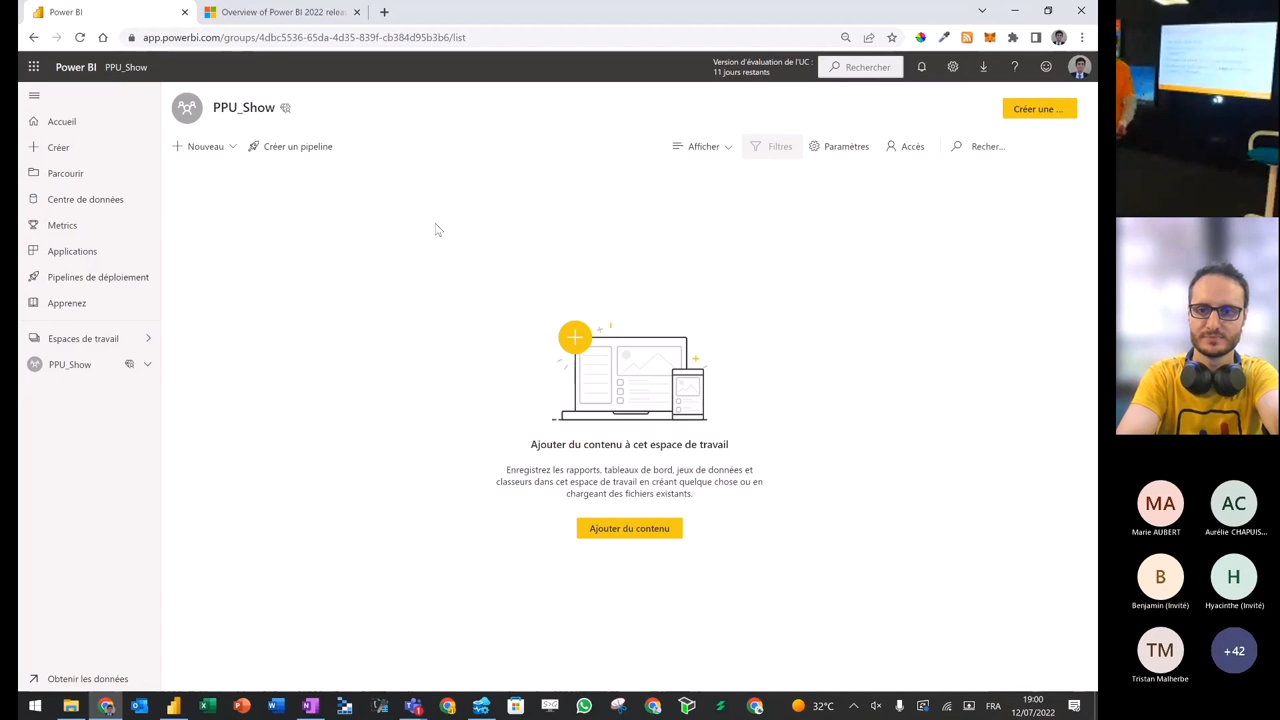 Power BI
Overview of Power BI 2022 relea
app.powerbi.com/groups/4dbc5536-65da-4d35-839f-cb384d95b3b6/list
Power BI PPU_Show
Version d'évaluation de l'UC :
11 jours restants
Rechercher
PPU_Show
Créer une ...
Nouveau
Créer un pipeline
Afficher
Filtres
Paramètres
Accès
Recher...
Accueil
Créer
Parcourir
Centre de données
Metrics
Applications
Pipelines de déploiement
Apprenez
Espaces de travail
PPU_Show
Obtenir les données
Ajouter du contenu à cet espace de travail
Enregistrez les rapports, tableaux de bord, jeux de données et
classeurs dans cet espace de travail en créant quelque chose ou en
chargeant des fichiers existants.
Ajouter du contenu
MA
Marie AUBERT
AC
Aurélie CHAPUIS...
B
Benjamin (Invité)
H
Hyacinthe (Invité)
TM
Tristan Malherbe
+42
32°C
FRA
19:00
12/07/2022